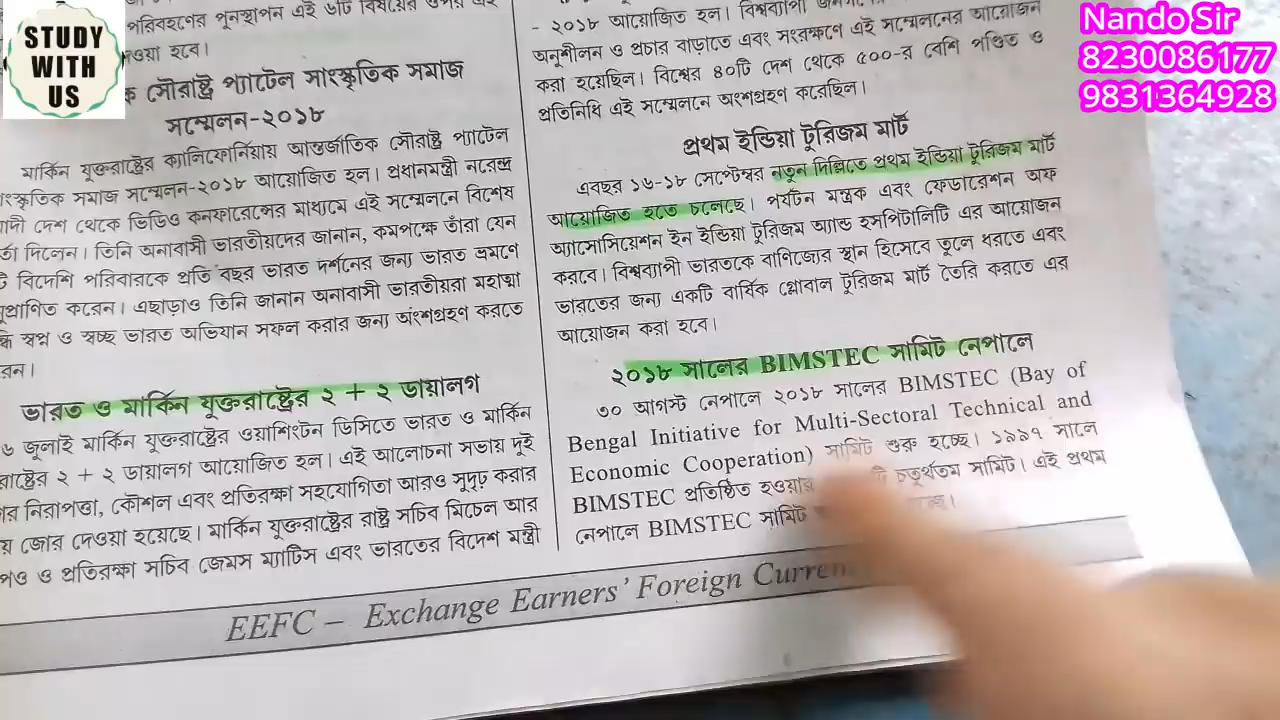 STUDY
WITH
US
Nando Sir
8230086177
9831364928
পরিবহণের পুনস্থাপন এই ৬টি বিষয়ের
হবে।
সৌরাষ্ট্র প্যাটেল সাংস্কৃতিক সমাজ
সম্মেলন-২০১৮
মার্কিন যুক্তরাষ্ট্রের ক্যালিফোর্নিয়ায় আন্তর্জাতিক সৌরাষ্ট্র প্যাটেল
সমাজ সম্মেলন-২০১৮ আয়োজিত হল। প্রধানমন্ত্রী নরেন্দ্র
দেশ থেকে ভিডিও কনফারেন্সের মাধ্যমে এই সম্মেলনে বিশেষ
দিলেন। তিনি অনাবাসী ভারতীয়দের জানান, কমপক্ষে তাঁরা যেন
বিদেশি পরিবারকে প্রতি বছর ভারত দর্শনের জন্য ভারত ভ্রমণে
করেন। এছাড়াও তিনি জানান অনাবাসী ভারতীয়রা মহাত্মা
স্বপ্ন ও স্বচ্ছ ভারত অভিযান সফল করার জন্য অংশগ্রহণ করতে
ভারত ও মার্কিন যুক্তরাষ্ট্রের ২ + ২ ডায়ালগ
৬ জুলাই মার্কিন যুক্তরাষ্ট্রের ওয়াশিংটন ডিসিতে ভারত ও মার্কিন
২ + ২ ডায়ালগ আয়োজিত হল। এই আলোচনা সভায় দুই
নিরাপত্তা, কৌশল এবং প্রতিরক্ষা সহযোগিতা আরও সুদৃঢ় করার
জোর দেওয়া হয়েছে। মার্কিন যুক্তরাষ্ট্রের রাষ্ট্র সচিব মিচেল আর
ও প্রতিরক্ষা সচিব জেমস ম্যাটিস এবং ভারতের বিদেশ মন্ত্রী
- ২০১৮ আয়োজিত হল। বিশ্বব্যাপী
অনুশীলন ও প্রচার বাড়াতে এবং সংরক্ষণে এই সম্মেলনের আয়োজন
করা হয়েছিল। বিশ্বের ৪০টি দেশ থেকে ৫০০-র বেশি পণ্ডিত ও
প্রতিনিধি এই সম্মেলনে অংশগ্রহণ করেছিল।
প্রথম ইন্ডিয়া টুরিজম মার্ট
এবছর ১৬-১৮ সেপ্টেম্বর নতুন দিল্লিতে প্রথম ইন্ডিয়া টুরিজম মার্ট
আয়োজিত হতে চলেছে। পর্যটন মন্ত্রক এবং ফেডারেশন অফ
অ্যাসোসিয়েশন ইন ইন্ডিয়া টুরিজম অ্যান্ড হসপিটালিটি এর আয়োজন
করবে। বিশ্বব্যাপী ভারতকে বাণিজ্যের স্থান হিসেবে তুলে ধরতে এবং
ভারতের জন্য একটি বার্ষিক গ্লোবাল টুরিজম মার্ট তৈরি করতে এর
আয়োজন করা হবে।
২০১৮ সালের BIMSTEC সামিট নেপালে
৩০ আগস্ট নেপালে ২০১৮ সালের BIMSTEC (Bay of
Bengal Initiative for Multi-Sectoral Technical and
Economic Cooperation) সামিট শুরু হচ্ছে। ১৯৯৭ সালে
BIMSTEC প্রতিষ্ঠিত হওয়ার চতুর্থতম সামিট। এই প্রথম
নেপালে BIMSTEC সামিট
EEFC – Exchange Earners' Foreign